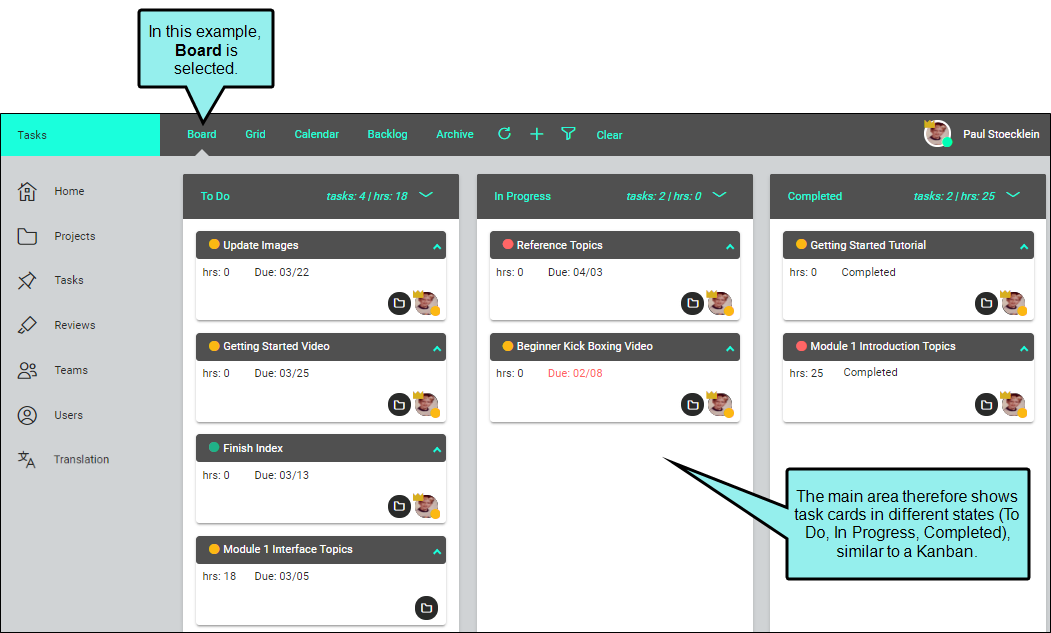 In this example,
Board is
selected.
Tasks
Board Grid Calendar Backlog Archive Clear
Paul Stoecklein
Home
Projects
Tasks
Reviews
Teams
Users
Translation
To Do tasks: 4 | hrs: 18
Update Images
hrs: 0 Due: 03/22
Getting Started Video
hrs: 0 Due: 03/25
Finish Index
hrs: 0 Due: 03/13
Module 1 Interface Topics
hrs: 18 Due: 03/05
In Progress tasks: 2 | hrs: 0
Reference Topics
hrs: 0 Due: 04/03
Beginner Kick Boxing Video
hrs: 0 Due: 02/08
Completed tasks: 2 | hrs: 25
Getting Started Tutorial
hrs: 0 Completed
Module 1 Introduction Topics
hrs: 25 Completed
The main area therefore shows
task cards in different states (To
Do, In Progress, Completed),
similar to a Kanban.